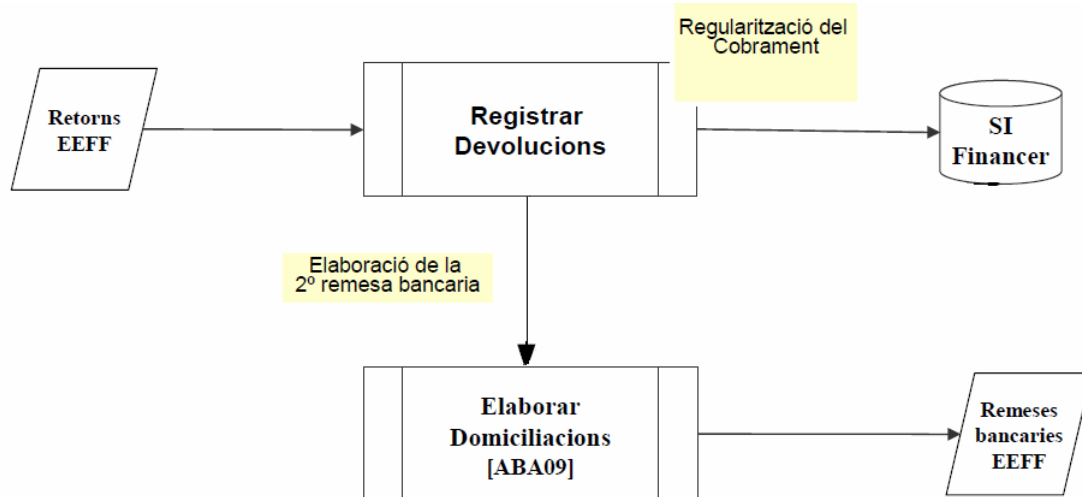 Regularització del
Cobrament
Retorns
EEFF
Registrar
Devolucions
SI
Financer
Elaboració de la
2º remesa bancaria
Elaborar
Domiciliacions
[ABA09]
Remeses
bancaries
EEFF